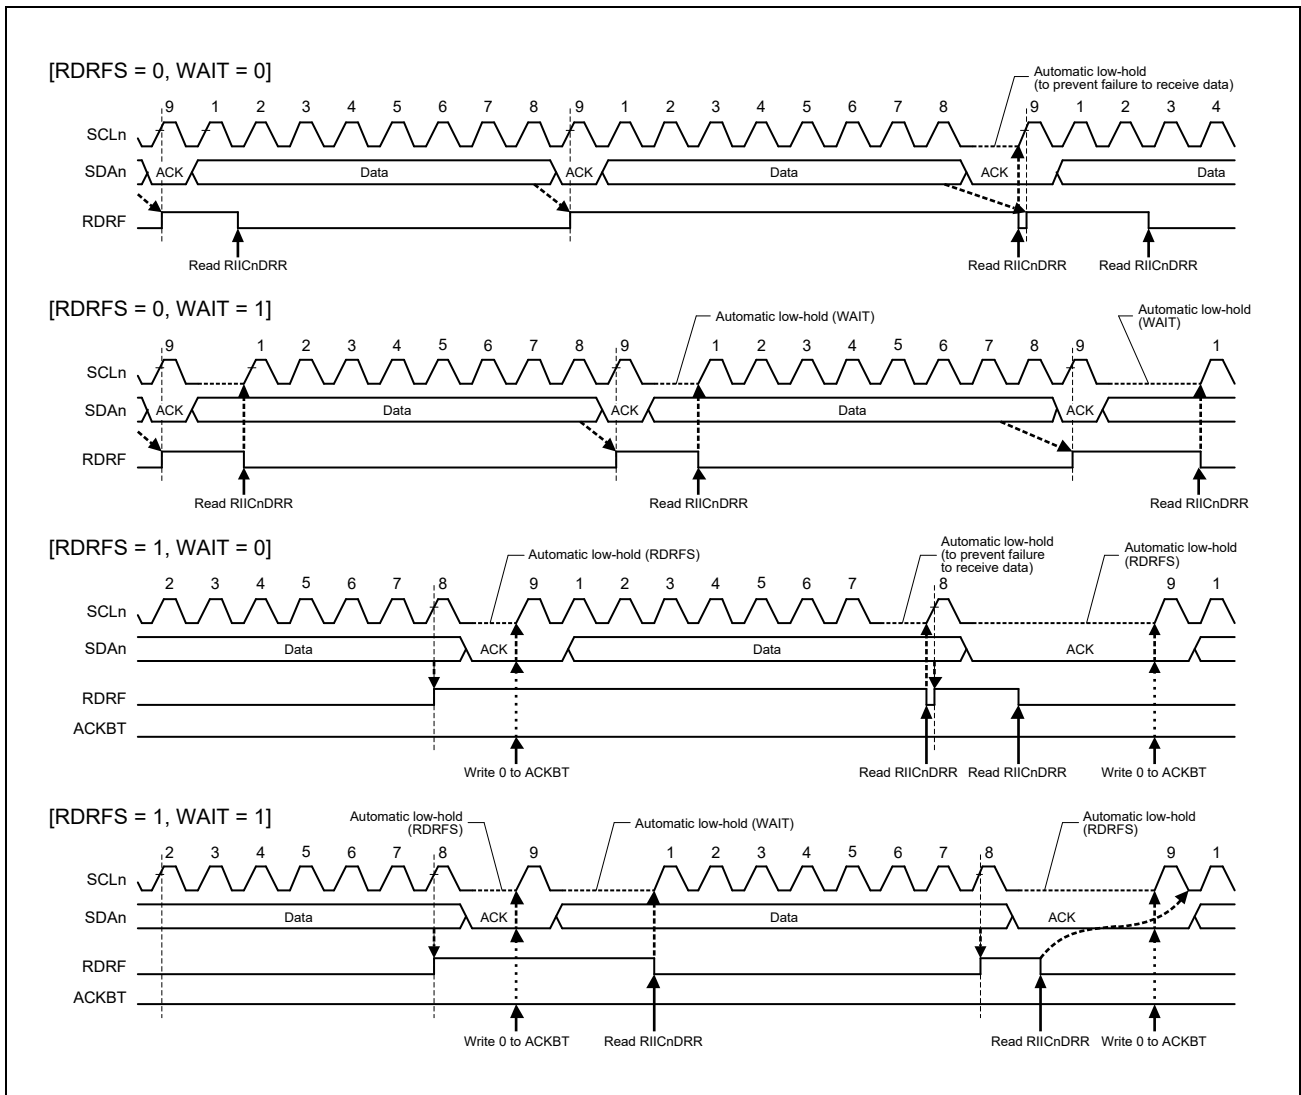 [RDRFS = 0, WAIT = 0]
Automatic low-hold
(to prevent failure to receive data)
9 1 2 3 4 5 6 7 8 9 1 2 3 4 5 6 7 8 9 1 2 3 4
SCLn
SDAn ACK Data ACK Data ACK Data
RDRF
Read RIICnDRR Read RIICnDRR Read RIICnDRR
[RDRFS = 0, WAIT = 1]
Automatic low-hold (WAIT)
Automatic low-hold
(WAIT)
9 1 2 3 4 5 6 7 8 9 1 2 3 4 5 6 7 8 9 1
SCLn
SDAn ACK Data ACK Data ACK
RDRF
Read RIICnDRR Read RIICnDRR Read RIICnDRR
[RDRFS = 1, WAIT = 0]
Automatic low-hold (RDRFS)
Automatic low-hold
(to prevent failure
to receive data)
Automatic low-hold
(RDRFS)
2 3 4 5 6 7 8 9 1 2 3 4 5 6 7 8 9 1
SCLn
SDAn Data ACK Data ACK
RDRF
ACKBT
Write 0 to ACKBT Read RIICnDRR Read RIICnDRR Write 0 to ACKBT
[RDRFS = 1, WAIT = 1]
Automatic low-hold
(RDRFS)
Automatic low-hold (WAIT)
Automatic low-hold
(RDRFS)
2 3 4 5 6 7 8 9 1 2 3 4 5 6 7 8 9 1
SCLn
SDAn Data ACK Data ACK
RDRF
ACKBT
Write 0 to ACKBT Read RIICnDRR Read RIICnDRR Write 0 to ACKBT